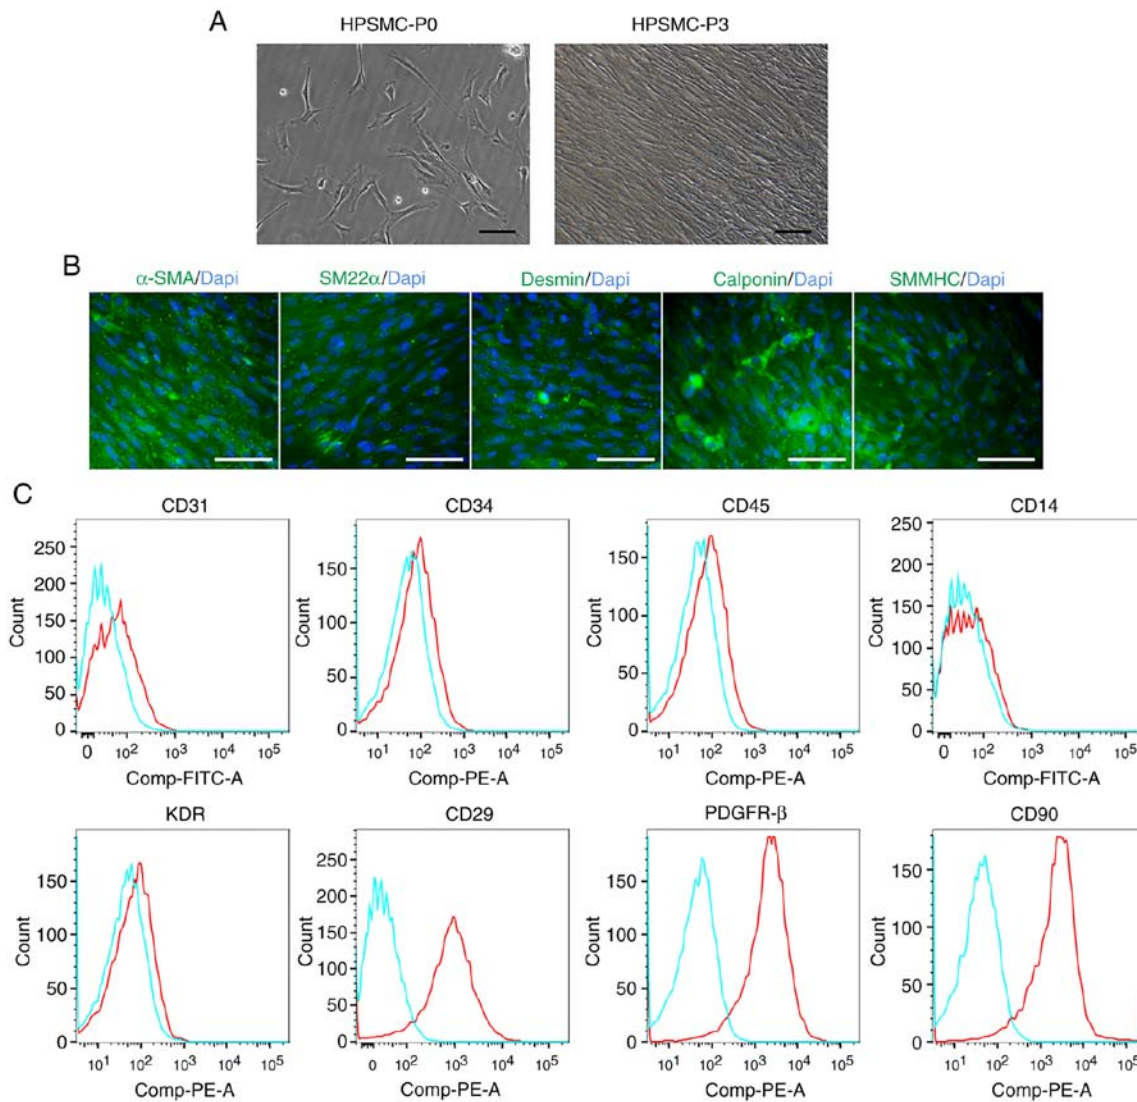 A
HPSMC-P0 HPSMC-P3
B
α-SMA/Dapi SM22α/Dapi Desmin/Dapi Calponin/Dapi SMMHC/Dapi
C
CD31 CD34 CD45 CD14
250
200
150
100
50
0
Count
0 10² 10³ 10⁴ 10⁵
Comp-FITC-A
150
100
50
0
Count
10¹ 10² 10³ 10⁴ 10⁵
Comp-PE-A
150
100
50
0
Count
10¹ 10² 10³ 10⁴ 10⁵
Comp-PE-A
250
200
150
100
50
0
Count
0 10² 10³ 10⁴ 10⁵
Comp-FITC-A
KDR CD29 PDGFR-β CD90
150
100
50
0
Count
10¹ 10² 10³ 10⁴ 10⁵
Comp-PE-A
300
250
200
150
100
50
0
Count
0 10² 10³ 10⁴ 10⁵
Comp-PE-A
150
100
50
0
Count
10¹ 10² 10³ 10⁴ 10⁵
Comp-PE-A
150
100
50
0
Count
10¹ 10² 10³ 10⁴ 10⁵
Comp-PE-A